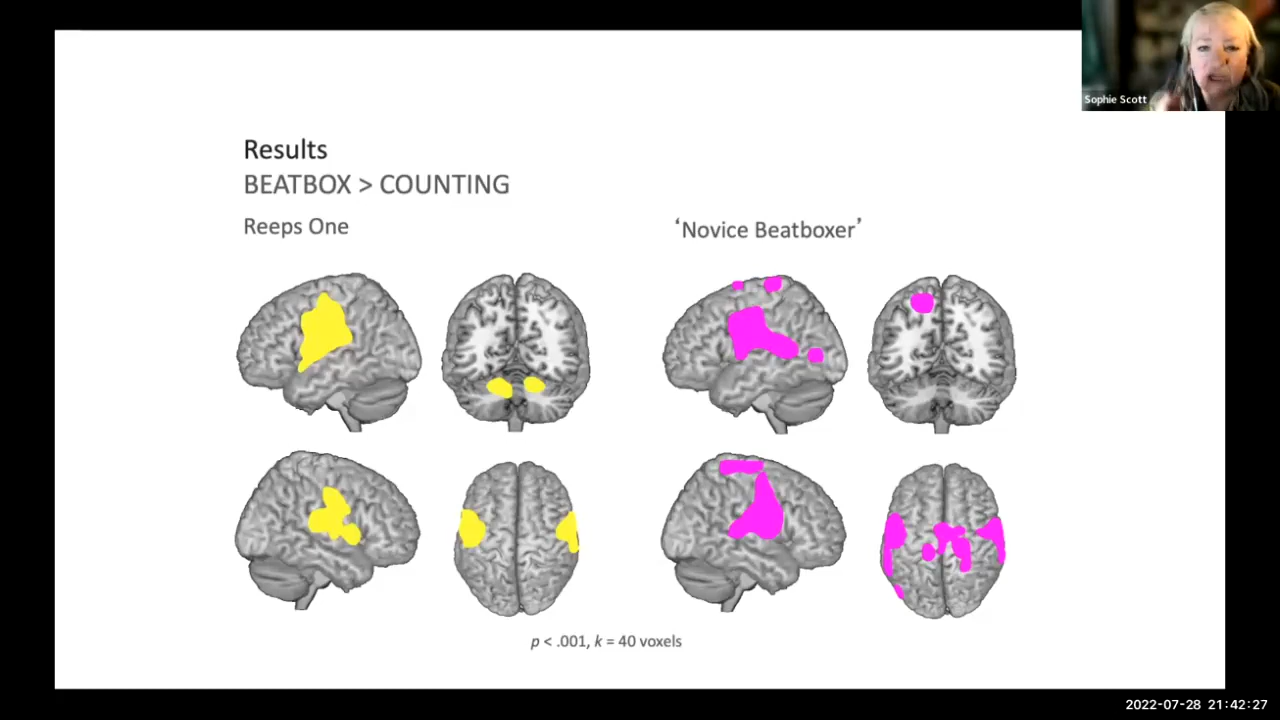 Sophie Scott
Results
BEATBOX > COUNTING
Reeps One
‘Novice Beatboxer’
p < .001, k = 40 voxels
2022-07-28 21:42:27